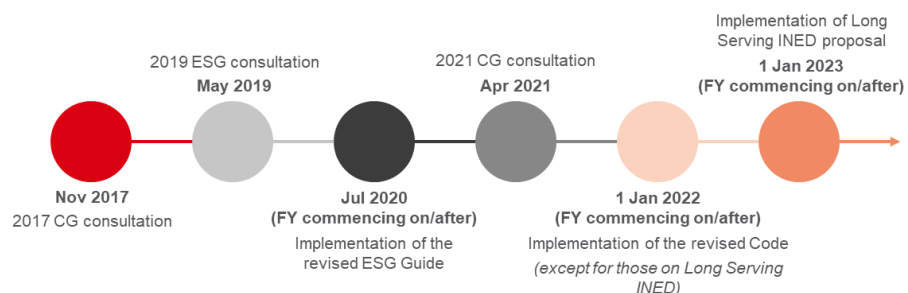 2019 ESG consultation
May 2019
2021 CG consultation
Apr 2021
Implementation of Long
Serving INED proposal
1 Jan 2023
(FY commencing on/after)
Nov 2017
2017 CG consultation
Jul 2020
(FY commencing on/after)
Implementation of the
revised ESG Guide
1 Jan 2022
(FY commencing on/after)
Implementation of the revised Code
(except for those on Long Serving
INED)